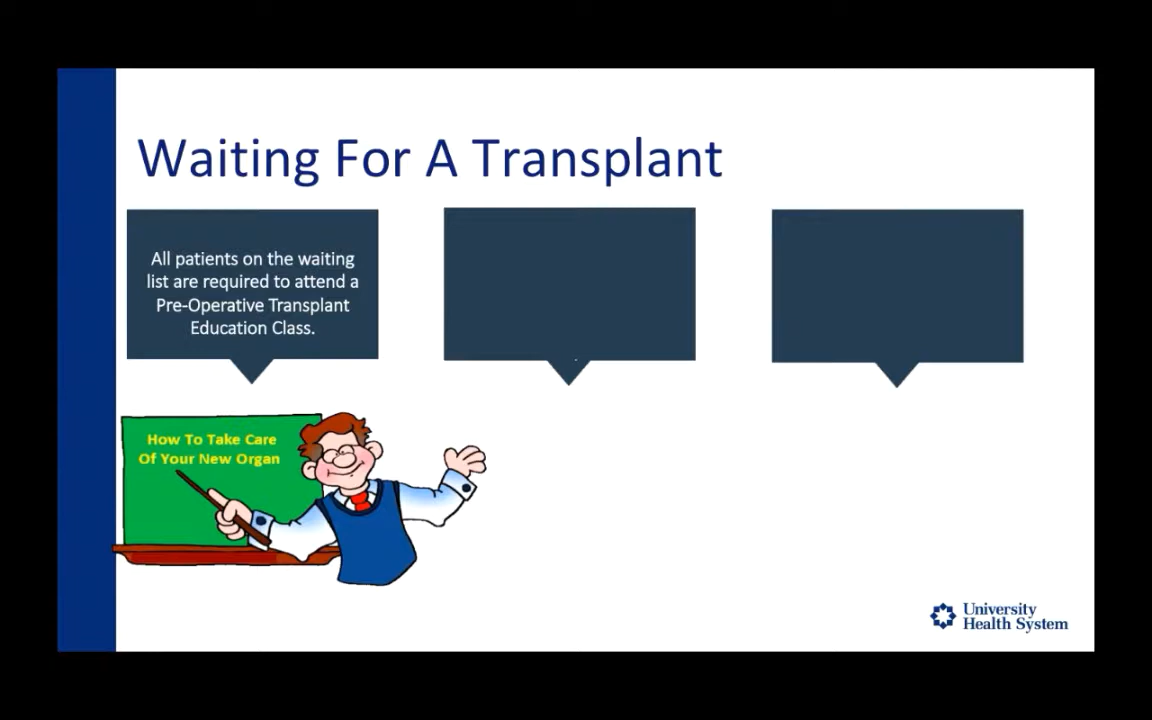 Waiting For A Transplant
All patients on the waiting
list are required to attend a
Pre-Operative Transplant
Education Class.
How To Take Care
Of Your New Organ
University
Health System